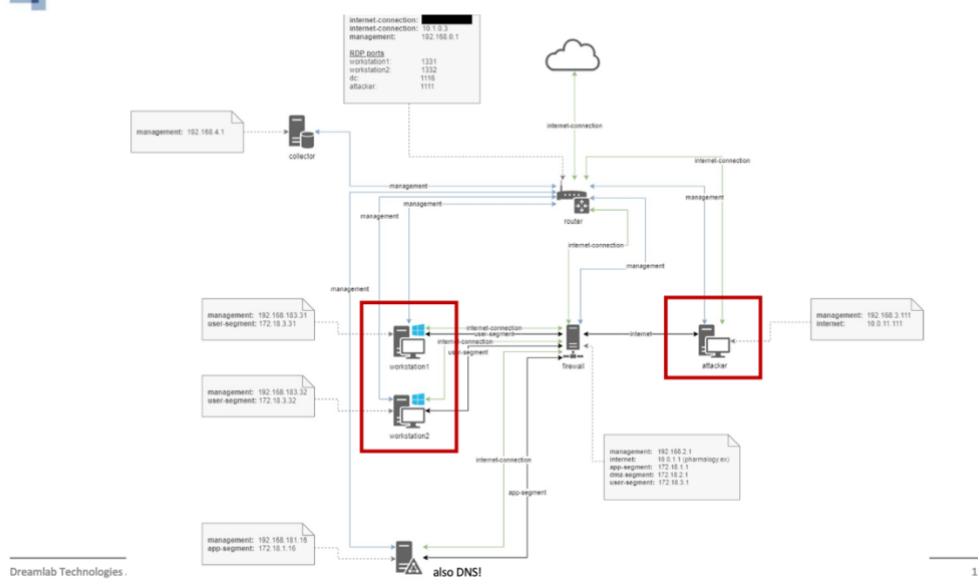 internet-connection:
internet-connection: 10.1.0.3
management: 192.168.0.1
RDP ports
workstation1: 1331
workstation2: 1332
dc: 1116
attacker: 1111
internet-connection
management: 192.168.4.1
collector
internet-connection
management
management
management
management
router
internet-connection
management
management
management: 192.168.183.31
user-segment: 172.18.3.31
internet-connection
user-segment
internet-connection
user-segment
workstation1
firewall
internet
attacker
management: 192.168.3.111
internet: 10.0.11.111
management: 192.168.183.32
user-segment: 172.18.3.32
workstation2
internet-connection
app-segment
management: 192.168.2.1
internet: 10.0.1.1 (pharmalogy.ex)
app-segment: 172.18.1.1
dmz-segment: 172.18.2.1
user-segment: 172.18.3.1
management: 192.168.181.16
app-segment: 172.18.1.16
also DNS!
Dreamlab Technologies
1